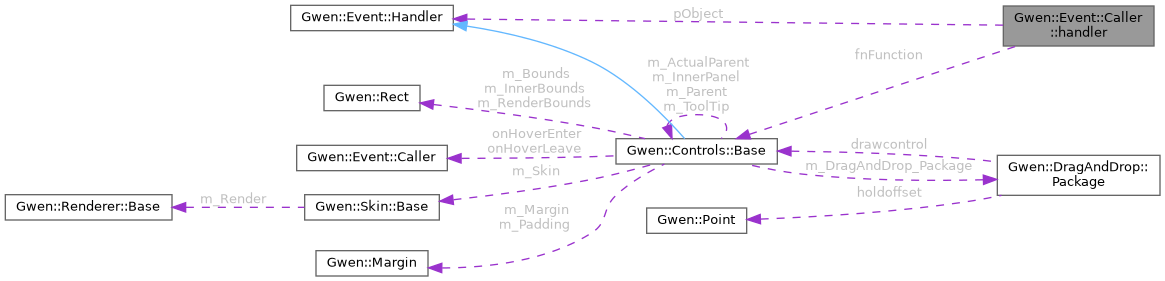 Gwen::Event::Handler
pObject
Gwen::Event::Caller
::handler
fnFunction
m_ActualParent
m_InnerPanel
m_Parent
m_ToolTip
m_Bounds
m_InnerBounds
m_RenderBounds
Gwen::Rect
onHoverEnter
onHoverLeave
Gwen::Event::Caller
Gwen::Controls::Base
drawcontrol
m_DragAndDrop_Package
Gwen::DragAndDrop::
Package
holdoffset
m_Skin
m_Render
Gwen::Renderer::Base
Gwen::Skin::Base
m_Margin
m_Padding
Gwen::Point
Gwen::Margin